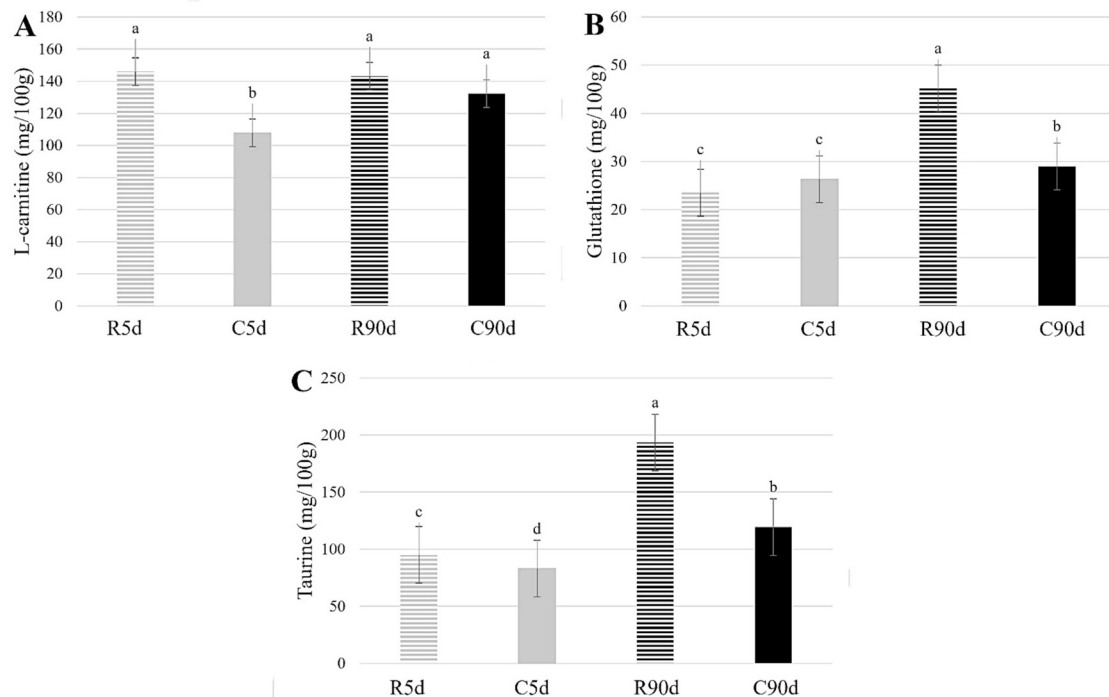 A
L-carnitine (mg/100g)
180
160
140
120
100
80
60
40
20
0
a
b
a
a
R5d C5d R90d C90d
B
Glutathione (mg/100g)
60
50
40
30
20
10
0
c
c
a
b
R5d C5d R90d C90d
C
Taurine (mg/100g)
250
200
150
100
50
0
c
d
a
b
R5d C5d R90d C90d